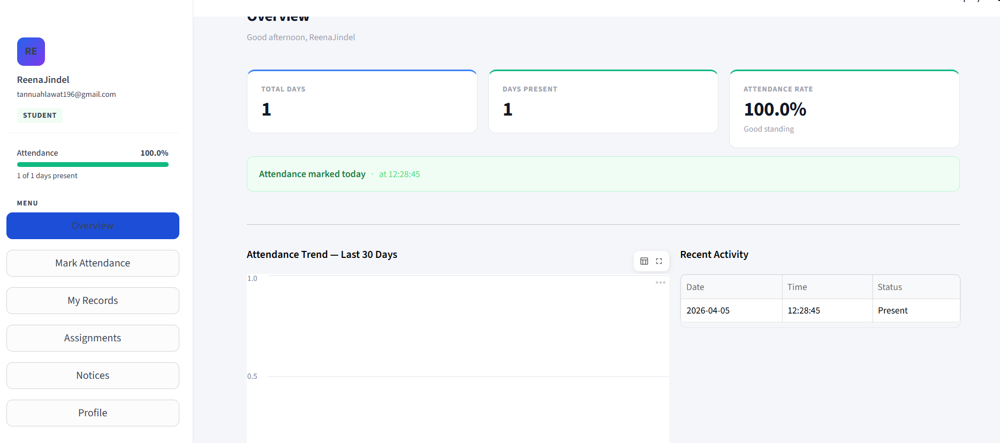 RE
ReenaJindel
tannuahlawat196@gmail.com
STUDENT
Attendance 100.0%
1 of 1 days present
MENU
Overview
Mark Attendance
My Records
Assignments
Notices
Profile
Overview
Good afternoon, ReenaJindel
TOTAL DAYS
1
DAYS PRESENT
1
ATTENDANCE RATE
100.0%
Good standing
Attendance marked today · at 12:28:45
Attendance Trend — Last 30 Days
1.0
0.5
Recent Activity
Date Time Status
2026-04-05 12:28:45 Present